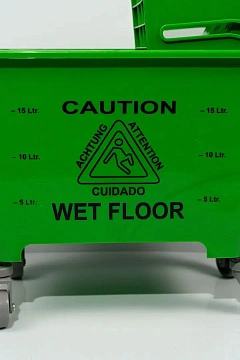 CAUTION
– 15 Ltr. – 15 Ltr.
ACHTUNG ATTENTION
– 10 Ltr. – 10 Ltr.
CUIDADO
– 5 Ltr. – 5 Ltr.
WET FLOOR